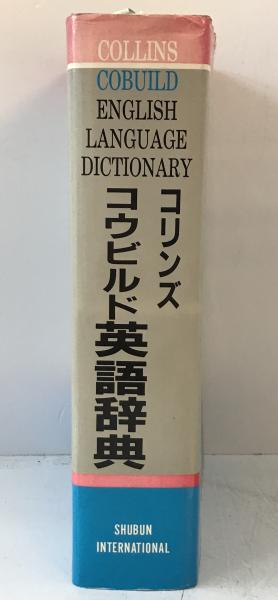 COLLINS
COBUILD
ENGLISH
LANGUAGE
DICTIONARY
コリンズ
コウビルド英語辞典
SHUBUN
INTERNATIONAL